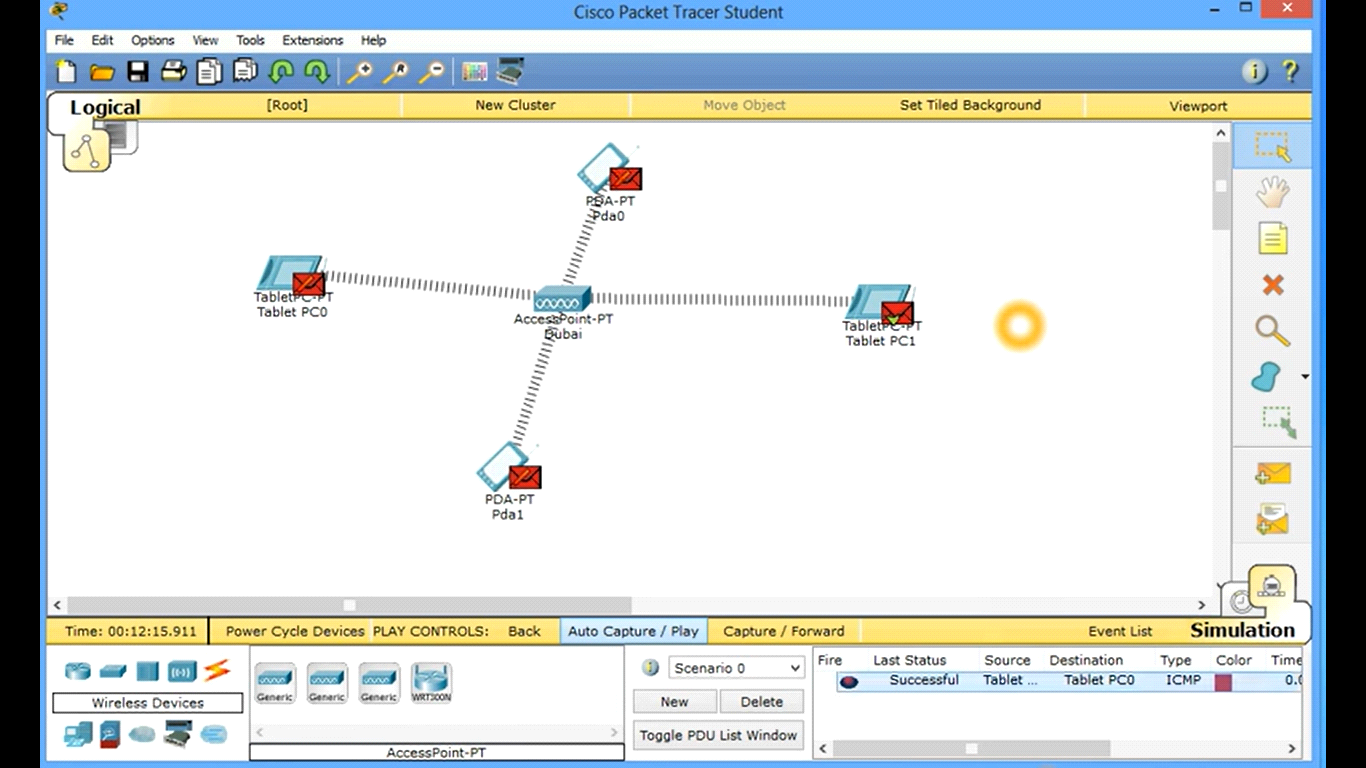 Cisco Packet Tracer Student
File Edit Options View Tools Extensions Help
Logical [Root] New Cluster Move Object Set Tiled Background Viewport
PDA-PT
Pda0
TabletPC-PT
Tablet PC0
AccessPoint-PT
Dubai
TabletPC-PT
Tablet PC1
PDA-PT
Pda1
Time: 00:12:15.911 Power Cycle Devices PLAY CONTROLS: Back Auto Capture / Play Capture / Forward Event List Simulation
Scenario 0
Fire Last Status Source Destination Type Color Time
Successful Tablet ... Tablet PC0 ICMP 0.0
Generic Generic Generic WRT300N
Wireless Devices
New Delete
Toggle PDU List Window
AccessPoint-PT